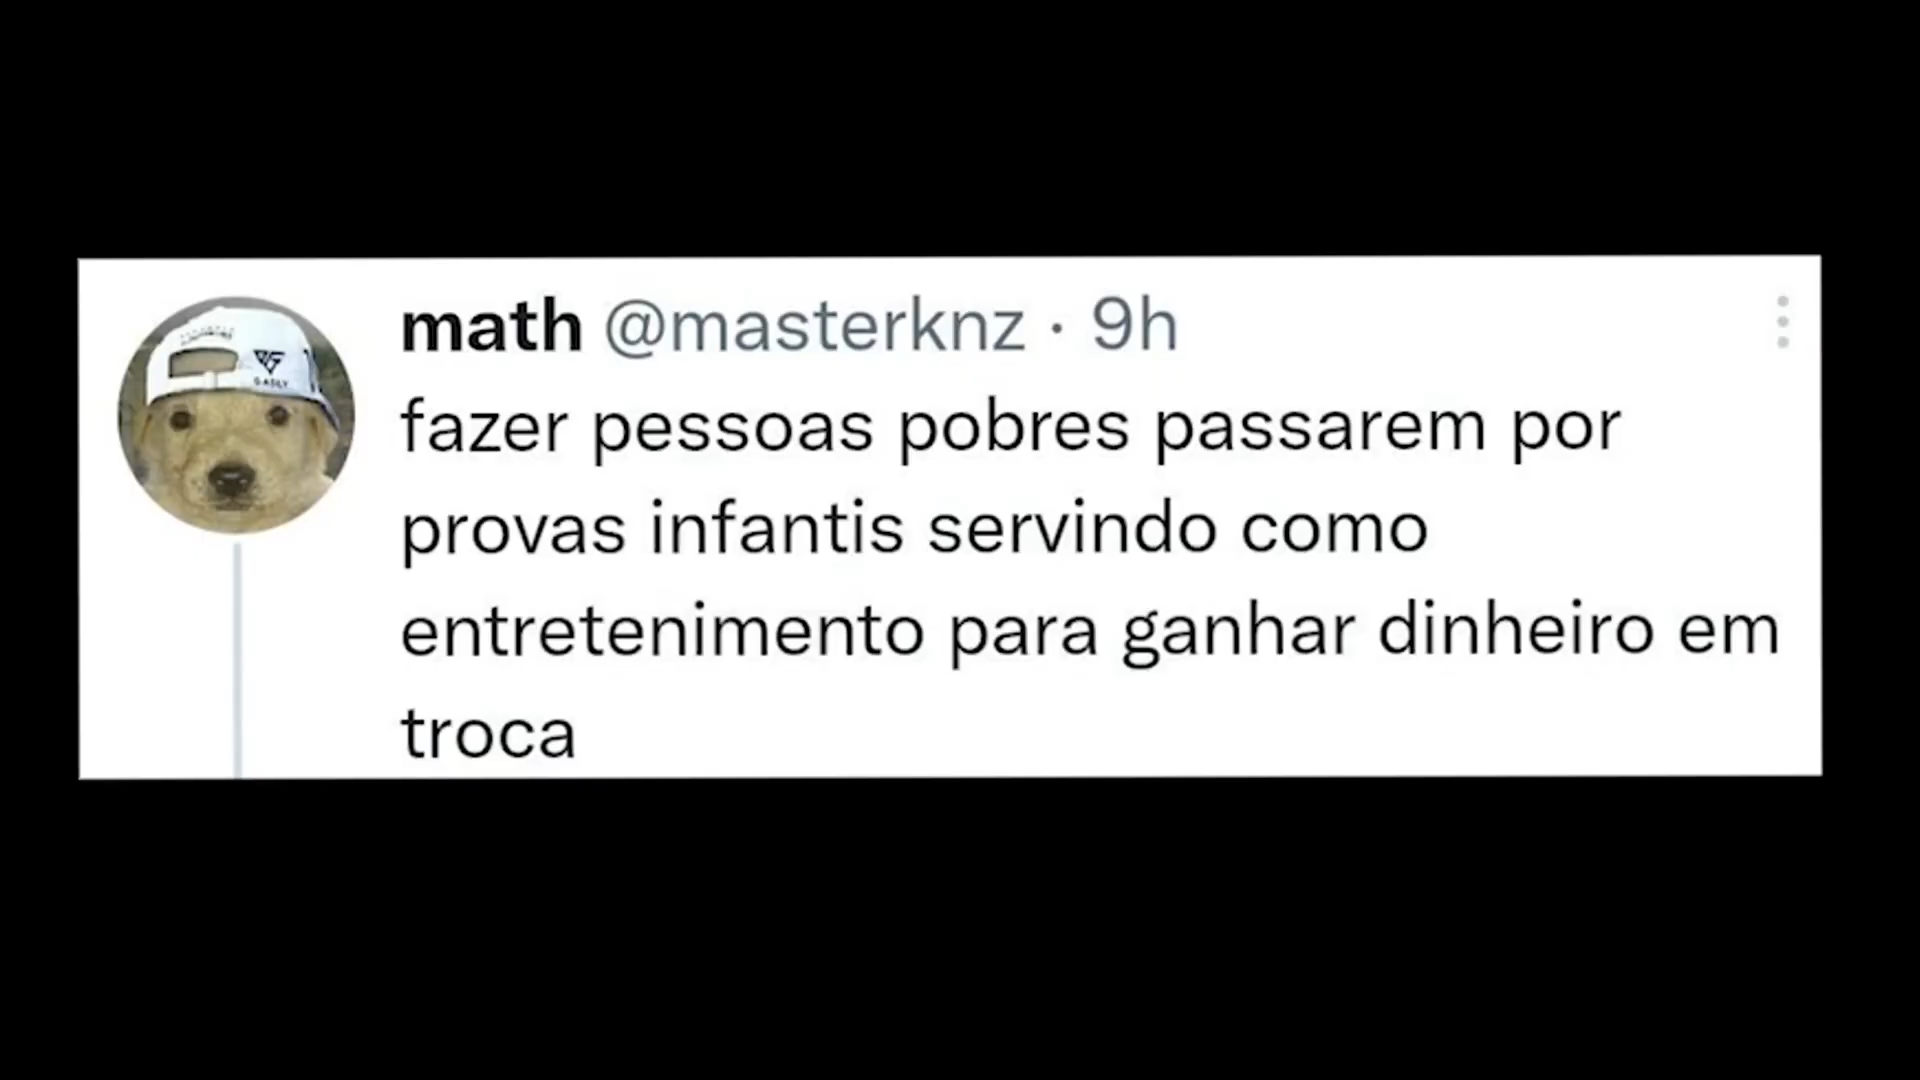 math @masterknz · 9h
fazer pessoas pobres passarem por
provas infantis servindo como
entretenimento para ganhar dinheiro em
troca